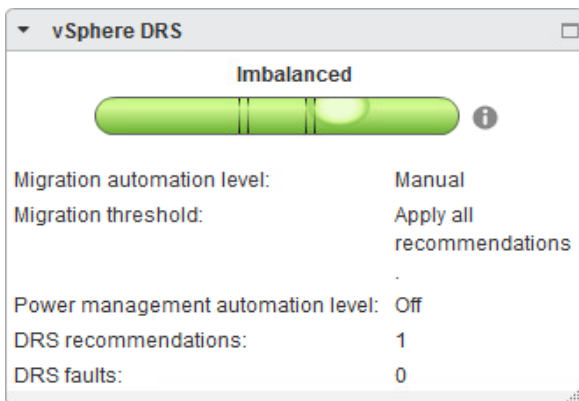 vSphere DRS
Imbalanced
Migration automation level: Manual
Migration threshold: Apply all
recommendations
.
Power management automation level: Off
DRS recommendations: 1
DRS faults: 0